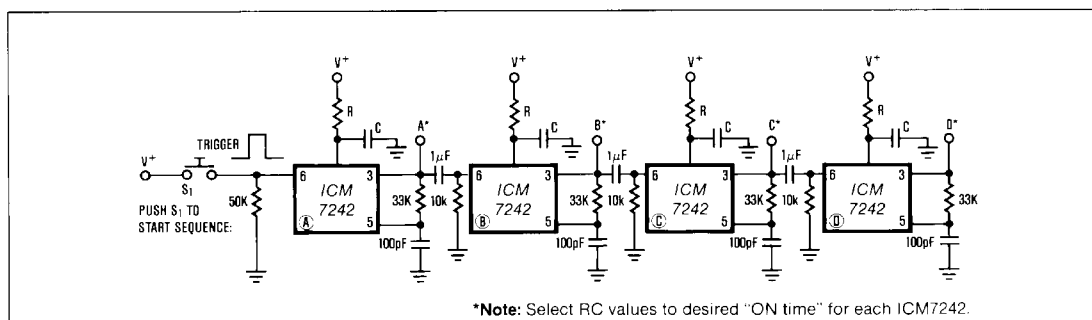 V+ V+ V+ V+
R R R R
C A* C B* C C* C D*
TRIGGER
1µF 1µF 1µF
V+
S1
6 3 6 3 6 3 6 3
ICM ICM ICM ICM
7242 7242 7242 7242
PUSH S1 TO
START SEQUENCE:
50K 33K 10k 33K 10k 33K 10k 33K
5 5 5 5
A B C D
100pF 100pF 100pF 100pF
*Note: Select RC values to desired "ON time" for each ICM7242.